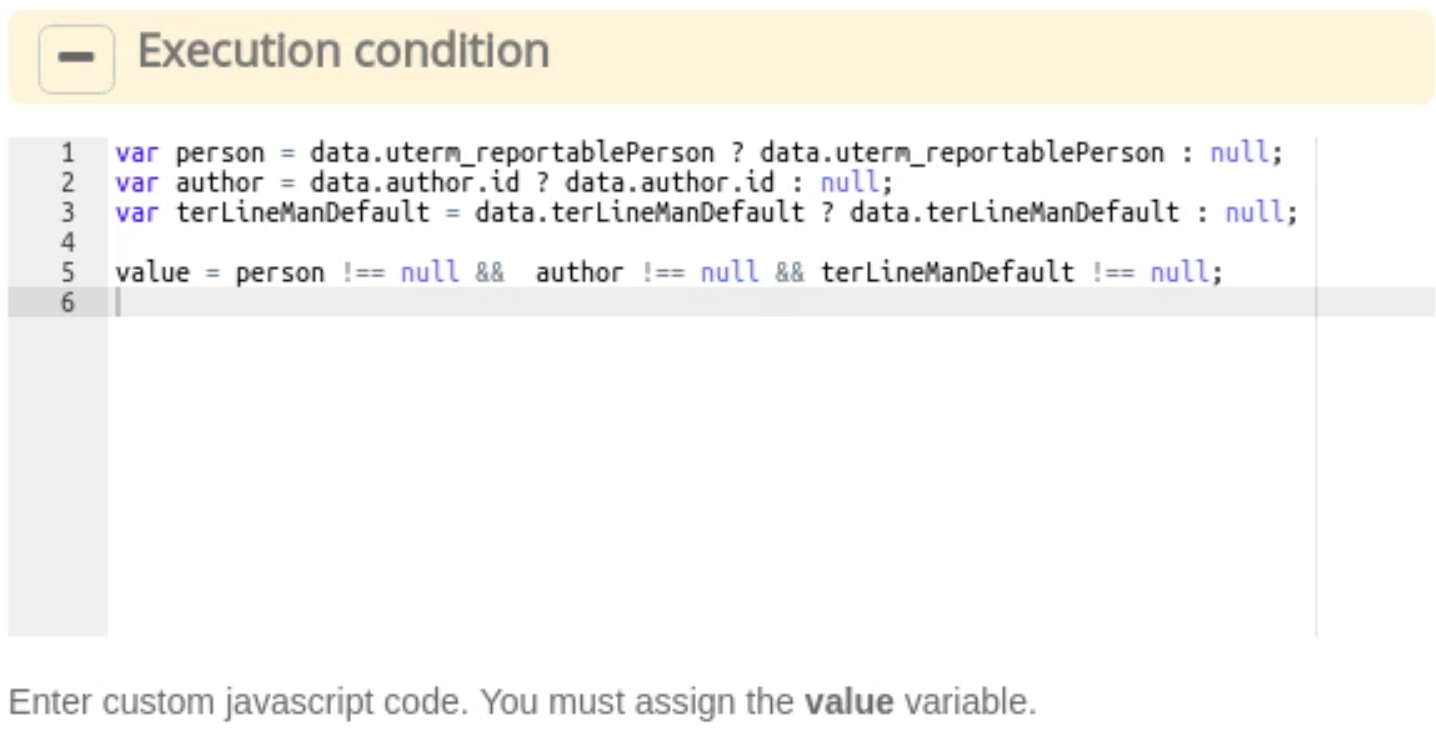 Execution condition
1 var person = data.uterm_reportablePerson ? data.uterm_reportablePerson : null;
2 var author = data.author.id ? data.author.id : null;
3 var terLineManDefault = data.terLineManDefault ? data.terLineManDefault : null;
4
5 value = person !== null &&  author !== null && terLineManDefault !== null;
6
Enter custom javascript code. You must assign the value variable.